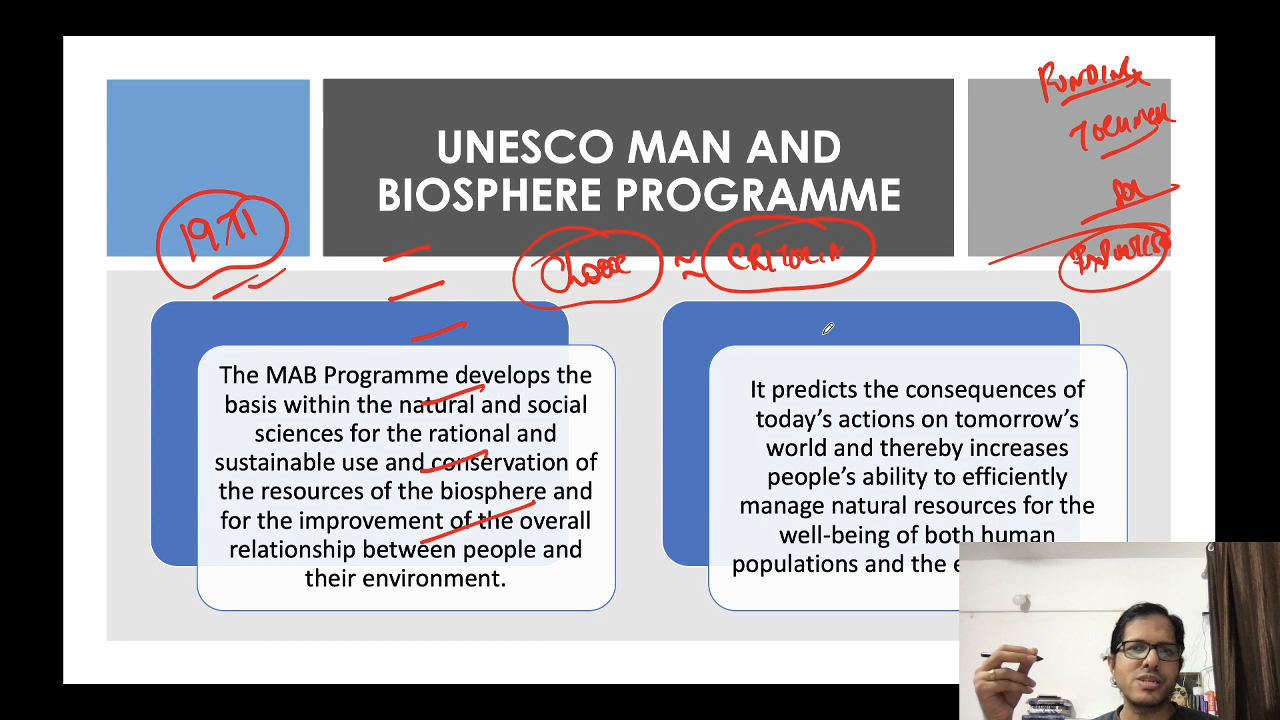 UNESCO MAN AND
BIOSPHERE PROGRAMME
FUNDING
1971
Choose ≈ CRITERIA
The MAB Programme develops the
basis within the natural and social
sciences for the rational and
sustainable use and conservation of
the resources of the biosphere and
for the improvement of the overall
relationship between people and
their environment.
It predicts the consequences of
today’s actions on tomorrow’s
world and thereby increases
people’s ability to efficiently
manage natural resources for the
well-being of both human
populations and the